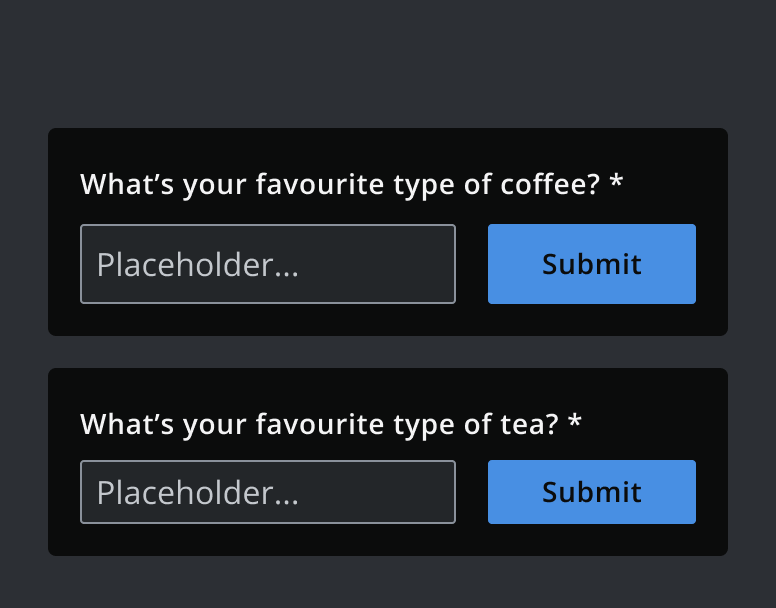 What’s your favourite type of coffee? *
Placeholder...
Submit
What’s your favourite type of tea? *
Placeholder...
Submit